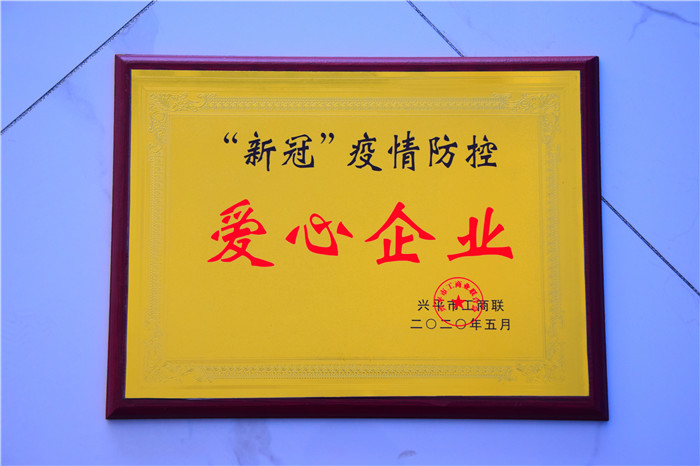 “新冠”疫情防控
爱心企业
兴平市工商联
二〇二〇年五月